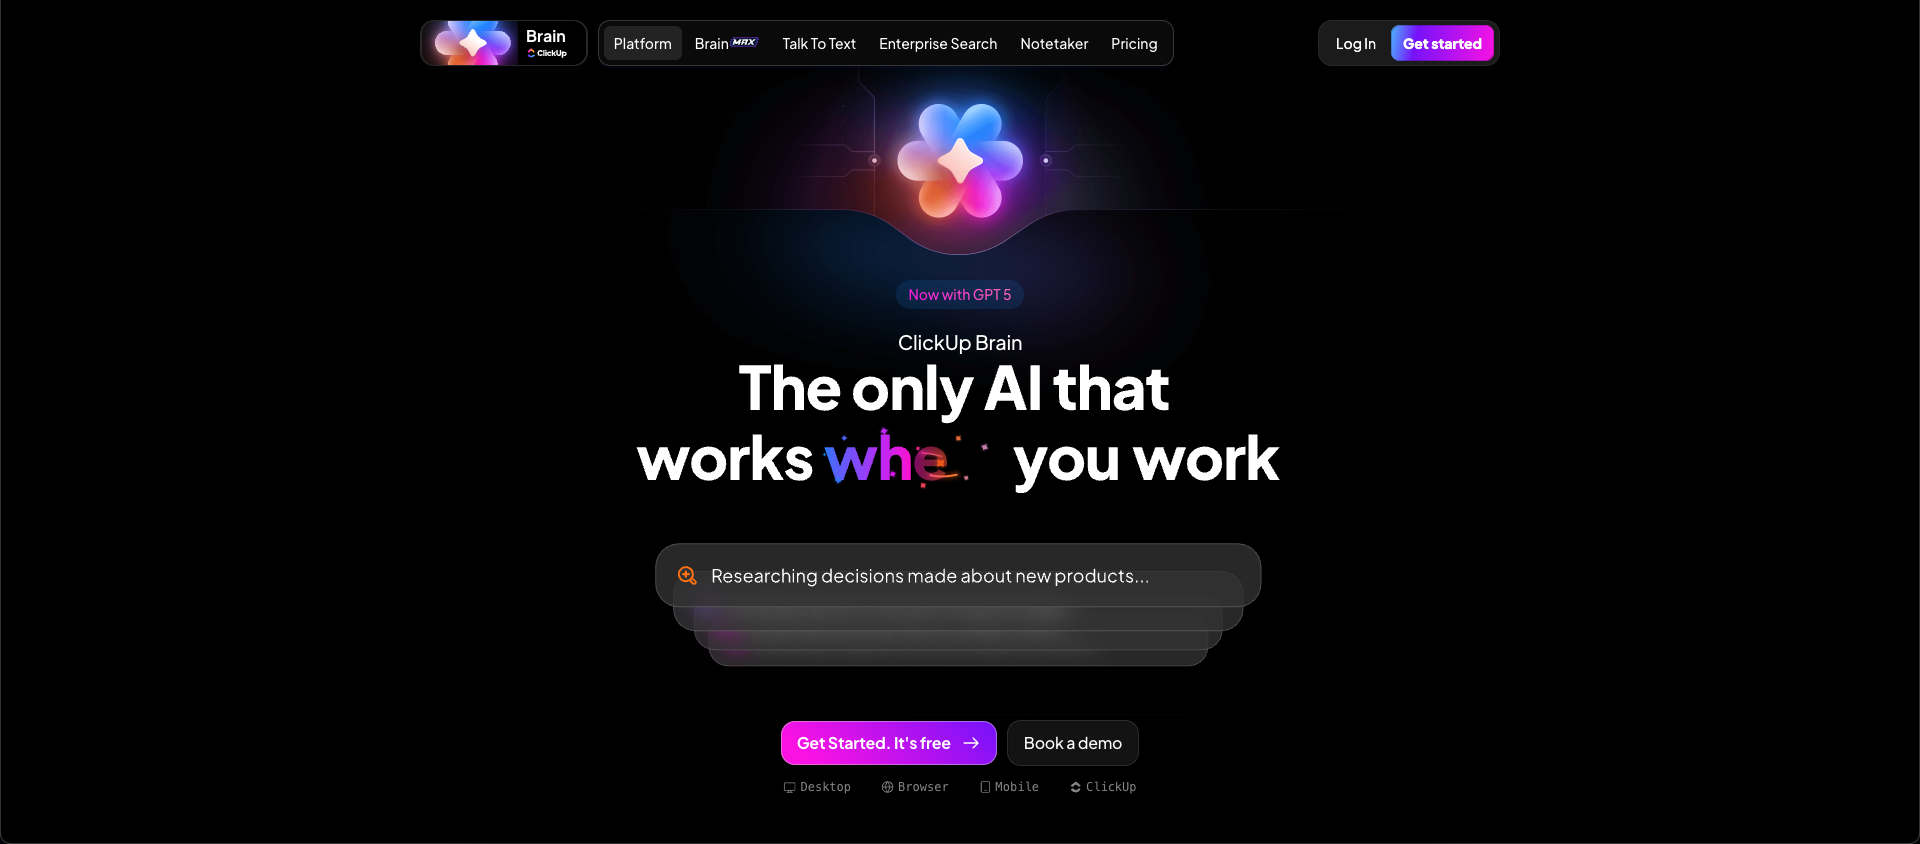 Brain
ClickUp
Platform
Brain MAX
Talk To Text
Enterprise Search
Notetaker
Pricing
Log In
Get started
Now with GPT 5
ClickUp Brain
The only AI that
works whe you work
Researching decisions made about new products...
Get Started. It's free
Book a demo
Desktop
Browser
Mobile
ClickUp